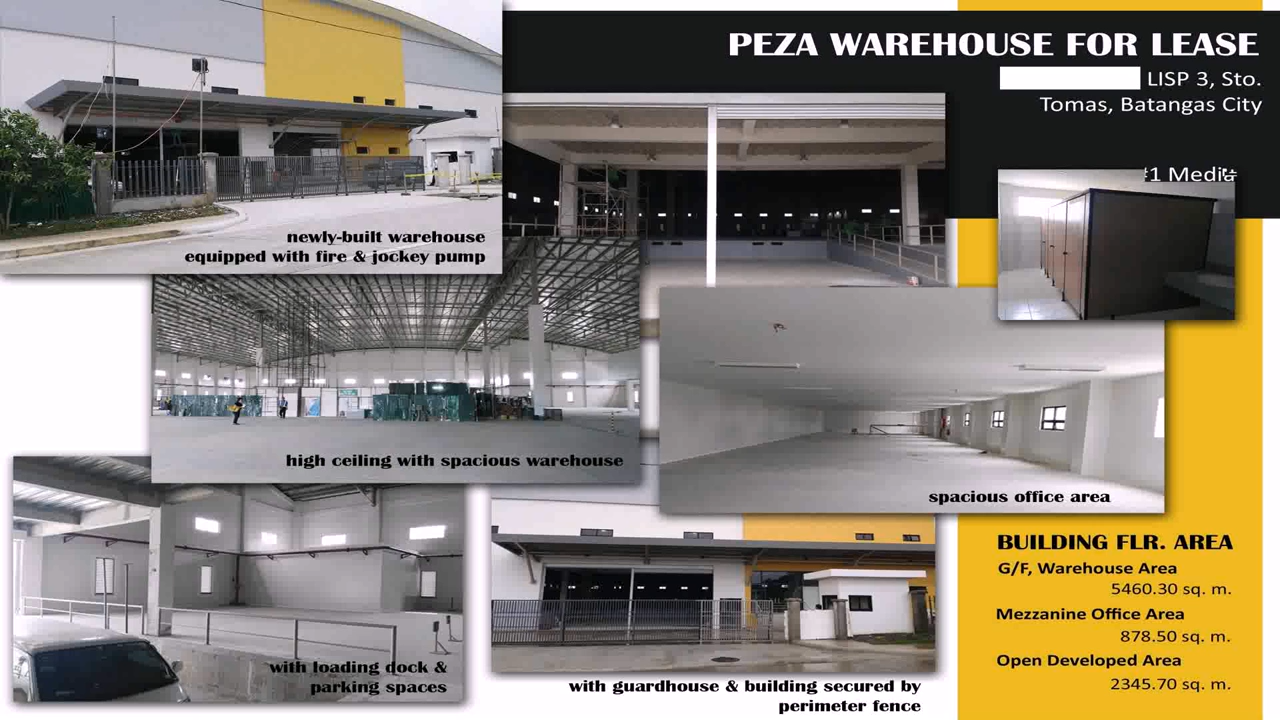 PEZA WAREHOUSE FOR LEASE
LISP 3, Sto.
Tomas, Batangas City
newly-built warehouse
equipped with fire & jockey pump
high ceiling with spacious warehouse
spacious office area
with loading dock &
parking spaces
with guardhouse & building secured by
perimeter fence
BUILDING FLR. AREA
G/F, Warehouse Area
5460.30 sq. m.
Mezzanine Office Area
878.50 sq. m.
Open Developed Area
2345.70 sq. m.